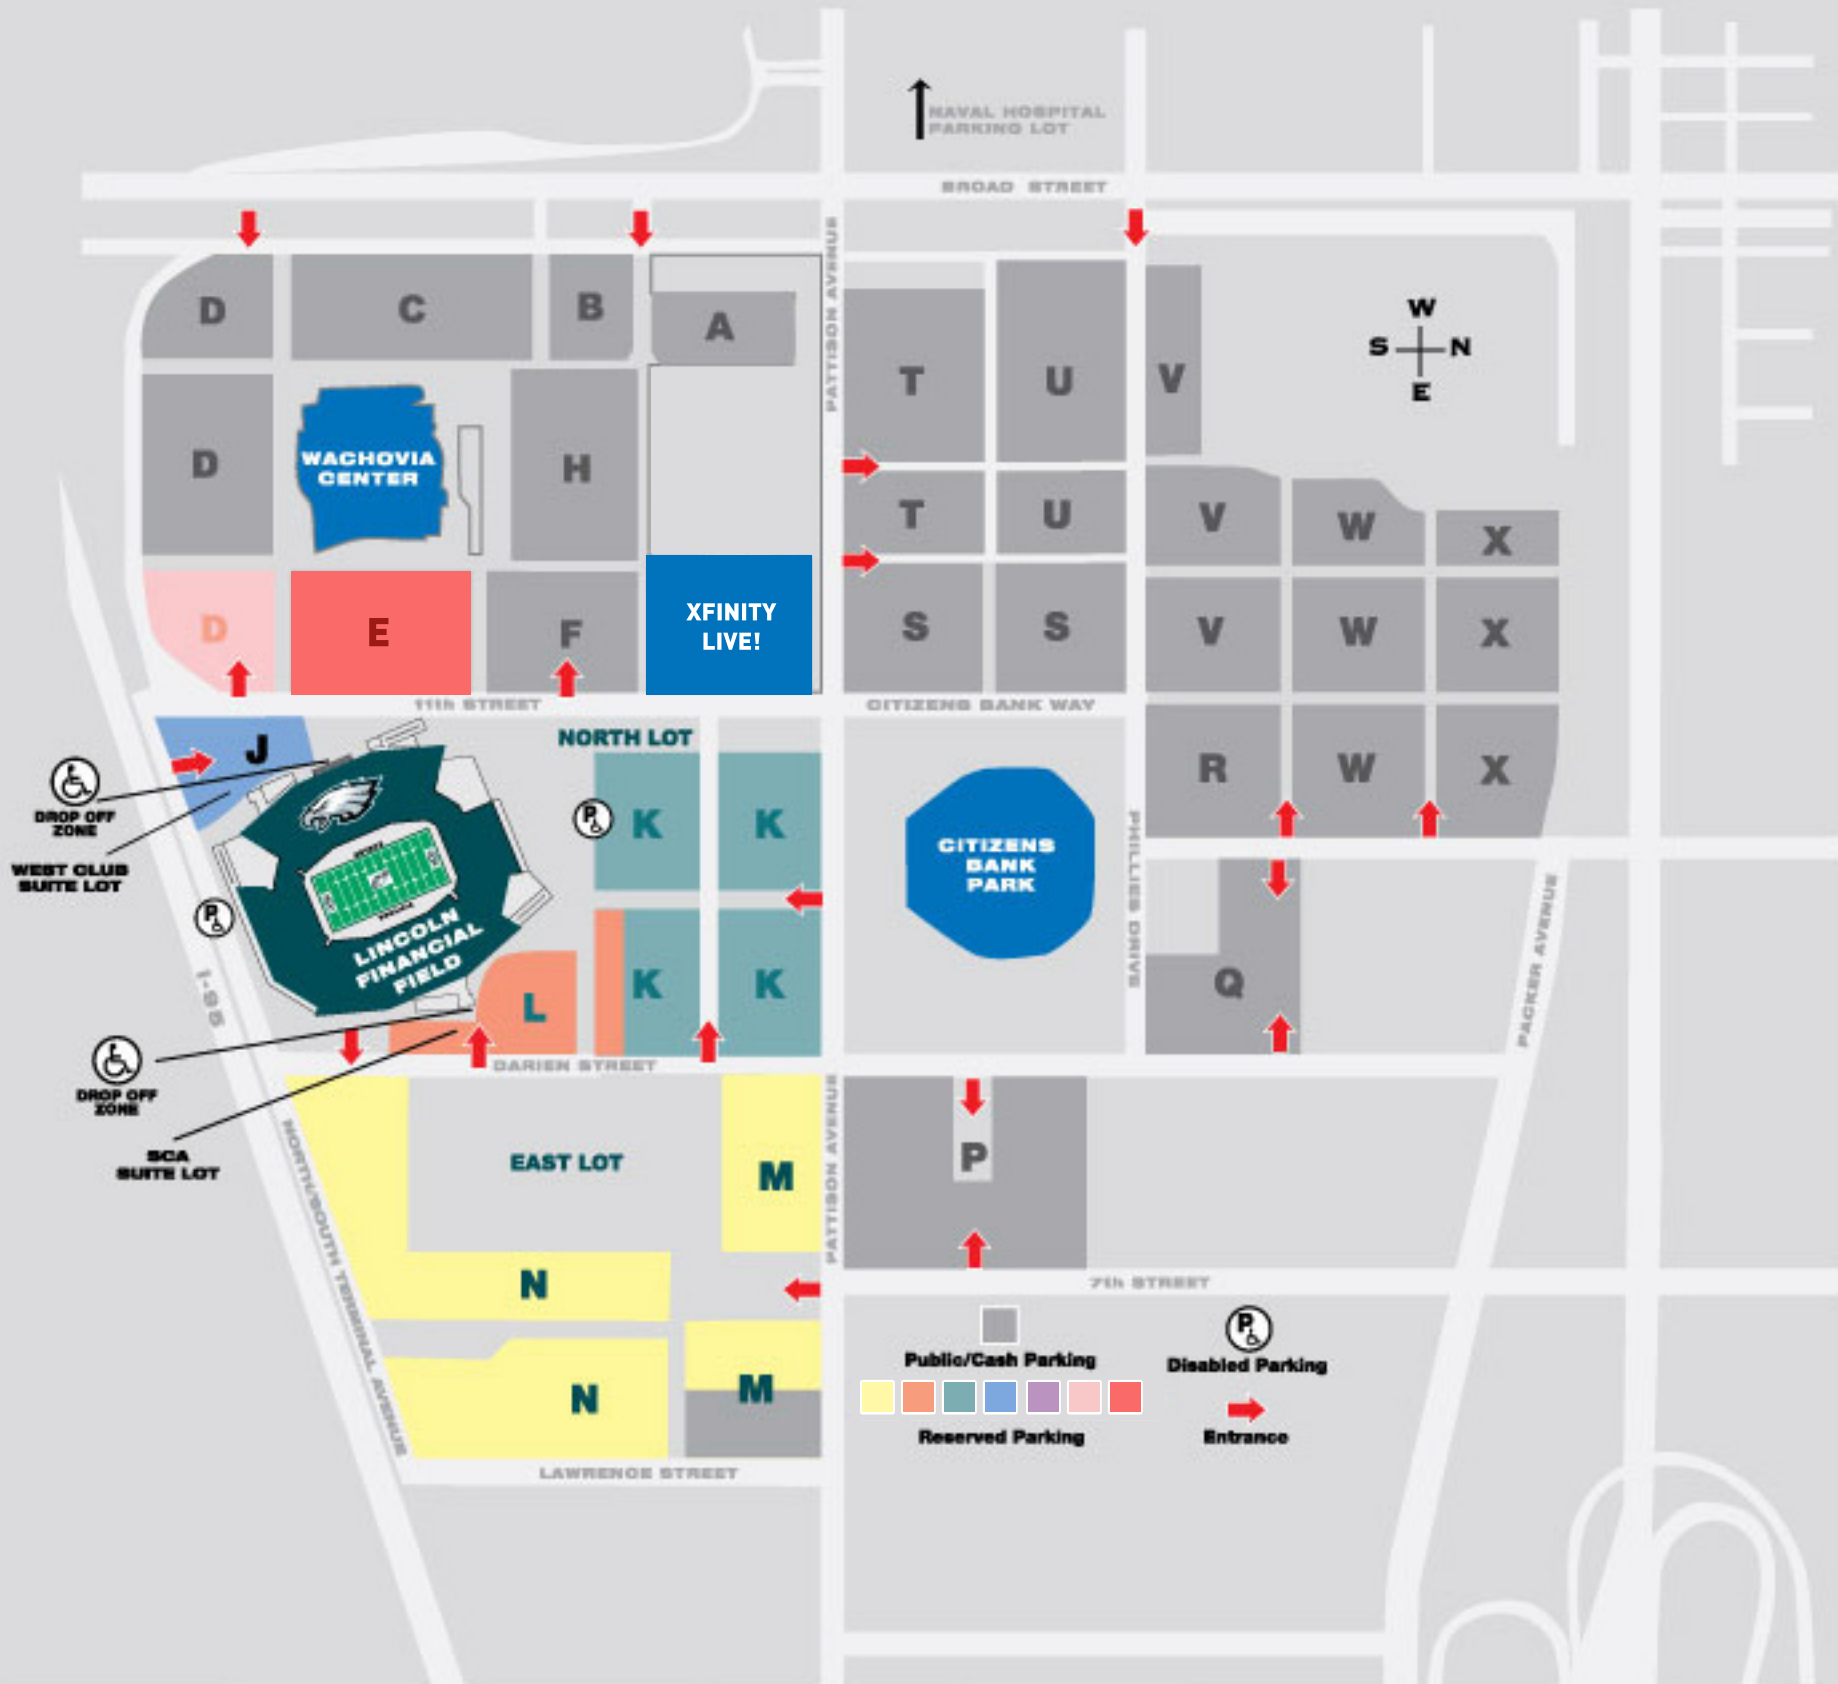 NAVAL HOSPITAL
PARKING LOT
BROAD STREET
PATTISON AVENUE
W
S
N
E
D
C
B
A
T
U
V
D
WACHOVIA
CENTER
H
T
U
V
W
X
D
E
F
XFINITY
LIVE!
S
S
V
W
X
11th STREET
CITIZENS BANK WAY
J
NORTH LOT
R
W
X
DROP OFF
ZONE
WEST CLUB
SUITE LOT
P
K
K
CITIZENS
BANK
PARK
PHILLIES DRIVE
PACKER AVENUE
P
I-95
LINCOLN
FINANCIAL
FIELD
L
K
K
Q
DROP OFF
ZONE
DARIEN STREET
SCA
SUITE LOT
NORTH/SOUTH TERMINAL AVENUE
EAST LOT
M
PATTISON AVENUE
P
N
7th STREET
Public/Cash Parking
P
Disabled Parking
N
M
Reserved Parking
Entrance
LAWRENCE STREET